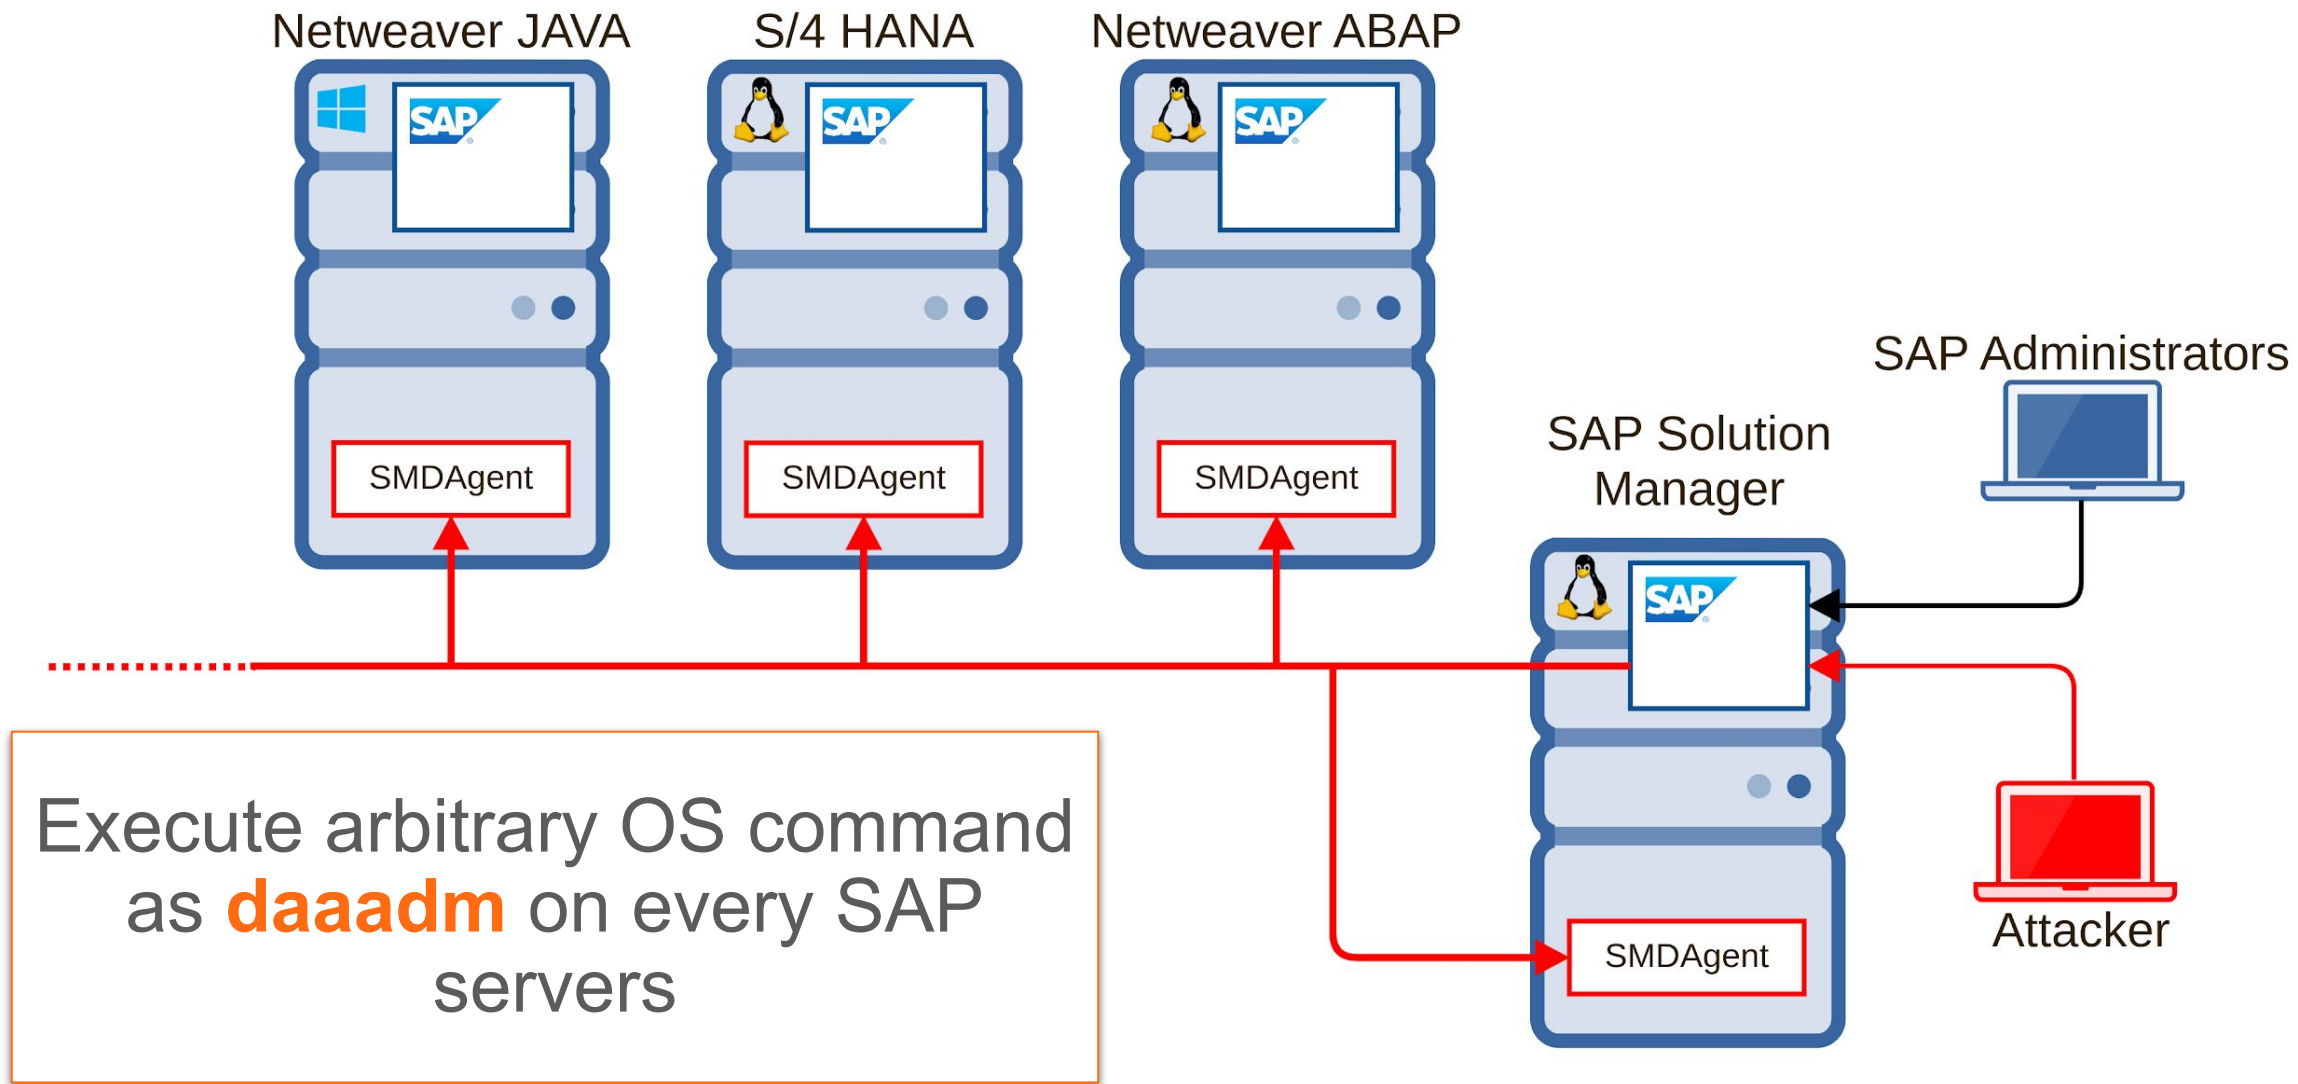 Netweaver JAVA
S/4 HANA
Netweaver ABAP
SAP
SAP
SAP
SMDAgent
SMDAgent
SMDAgent
SAP Administrators
SAP Solution
Manager
SAP
SMDAgent
Attacker
Execute arbitrary OS command
as daaadm on every SAP
servers